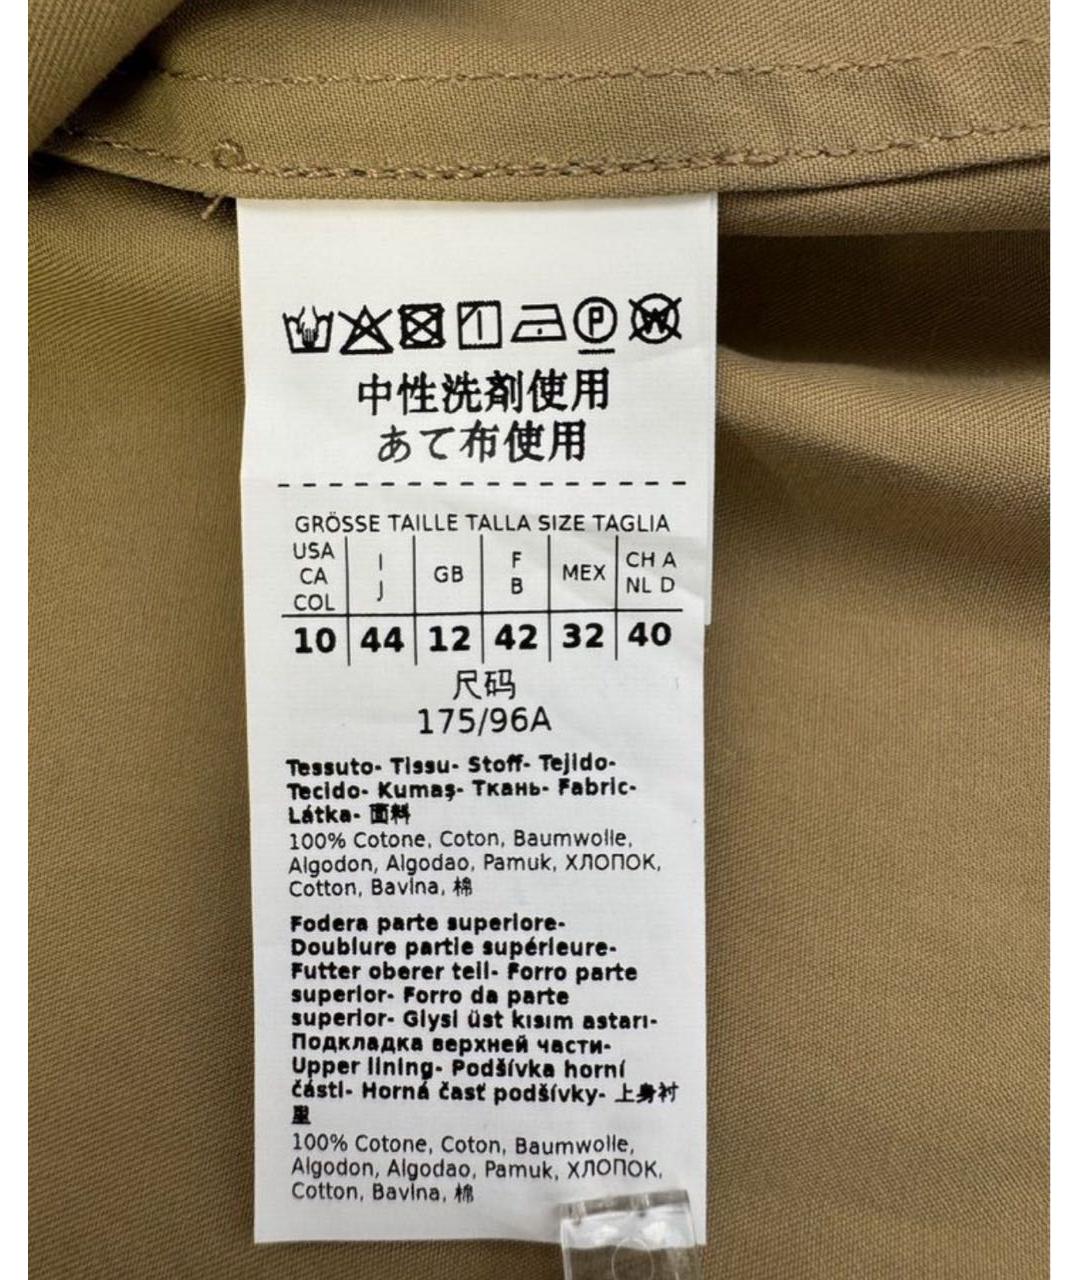 P W
中性洗剤使用
あて布使用
GRÖSSE TAILLE TALLA SIZE TAGLIA
USA CA COL I J GB F B MEX CH A NL D
10 44 12 42 32 40
尺码
175/96A
Tessuto- Tissu- Stoff- Tejido-
Tecido- Kumaş- Ткань- Fabric-
Látka- 面料
100% Cotone, Coton, Baumwolle,
Algodon, Algodao, Pamuk, ХЛОПОК,
Cotton, Bavlna, 棉
Fodera parte superiore-
Doublure partie supérieure-
Futter oberer teil- Forro parte
superior- Forro da parte
superior- Giysi üst kısım astarı-
Подкладка верхней части-
Upper lining- Podšívka horní
části- Horná časť podšívky- 上身衬
里
100% Cotone, Coton, Baumwolle,
Algodon, Algodao, Pamuk, ХЛОПОК,
Cotton, Bavlna, 棉